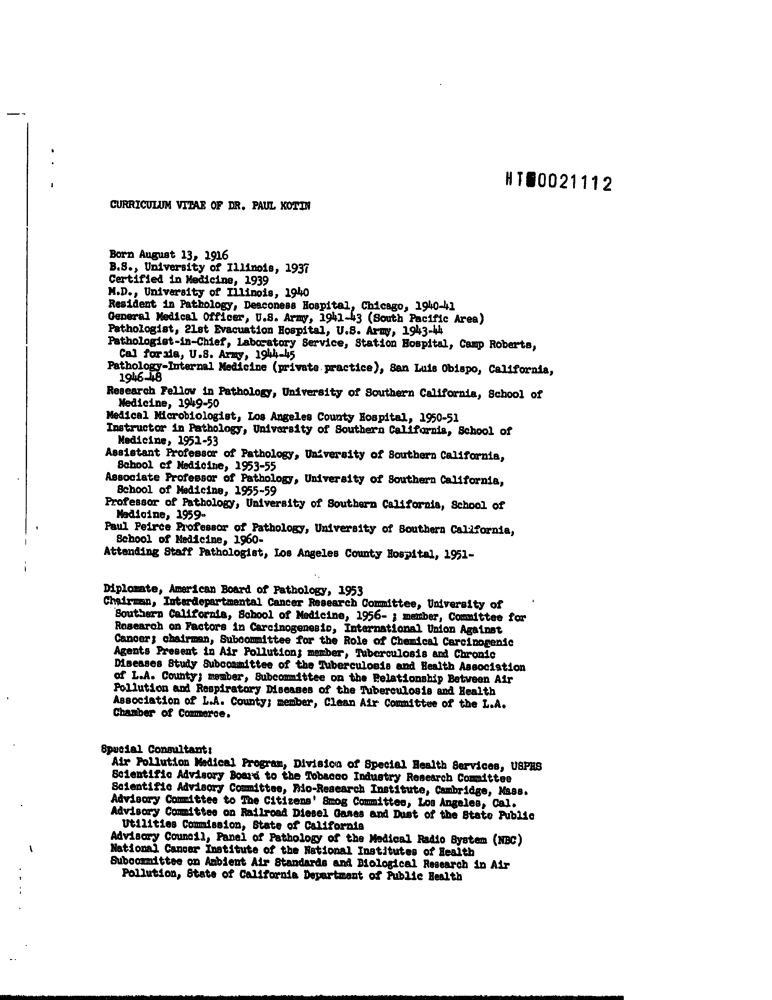 HT 0021112
CURRICULUM VITAE OF DR. PAUL KOTIN
Born August 13, 1916
B.S., University of Illinois, 1937
Certified in Medicine, 1939
M.D., University of Illinois, 1940
Resident in Pathology, Deaconess Hospital, Chicago, 1940-41
General Medical Officer, U.S. Army, 1941-43 (South Pacific Area)
Pathologist, 21st Evacuation Hospital, U.S. Army, 1943-44
Pathologist-in-Chief, Laboratory Service, Station Hospital, Camp Roberts,
Cal for ia, U.S. Army, 1944-45
Pathology-Internal Medicine (private practice), San Luis Obispo, California,
1946-48
Research Fellow in Pathology, University of Southern California, School of
Medicine, 1949-50
Medical Microbiologist, Los Angeles County Hospital, 1950-51
Instructor in Pathology, University of Southern California, School of
Medicine, 1951-53
Assistant Professor of Pathology, University of Southern California,
School of Medicine, 1953-55
Associate Professor of Pathology, University of Southern California,
School of Medicine, 1955-59
Professor of Pathology, University of Southern California, School of
Medicine, 1959-
Paul Peirce Professor of Pathology, University of Southern California,
School of Medicine, 1960-
Attending Staff Pathologist, Los Angeles County Hospital, 1951-
Diplomate, American Board of Pathology, 1953
Chairman, Interdepartmental Cancer Research Committee, University of
Southern California, School of Medicine, 1956- ; member, Committee for
Research on Factors in Carcinogenesis, International Union Against
Cancer; chairman, Subcommittee for the Role of Chemical Carcinogenic
Agents Present in Air Pollution; member, Tuberculosis and Chronic
Diseases Study Subcommittee of the Tuberculosis and Health Association
of L.A. County; member, Subcommittee on the Relationship Between Air
Pollution and Respiratory Diseases of the Tuberculosis and Health
Association of L.A. County; member, Clean Air Committee of the L.A.
Chamber of Commerce.
Special Consultant:
Air Pollution Medical Program, Division of Special Health Services, USPHS
Scientific Advisory Board to the Tobacco Industry Research Committee
Scientific Advisory Committee, Bio-Research Institute, Cambridge, Mass.
Advisory Committee to The Citizens' Smog Committee, Los Angeles, Cal.
Advisory Committee on Railroad Diesel Gases and Dust of the State Public
Utilities Commission, State of California
Advisory Council, Panel of Pathology of the Medical Radio System (NBC)
National Cancer Institute of the National Institutes of Health
Subcommittee on Ambient Air Standards and Biological Research in Air
Pollution, State of California Department of Public Health